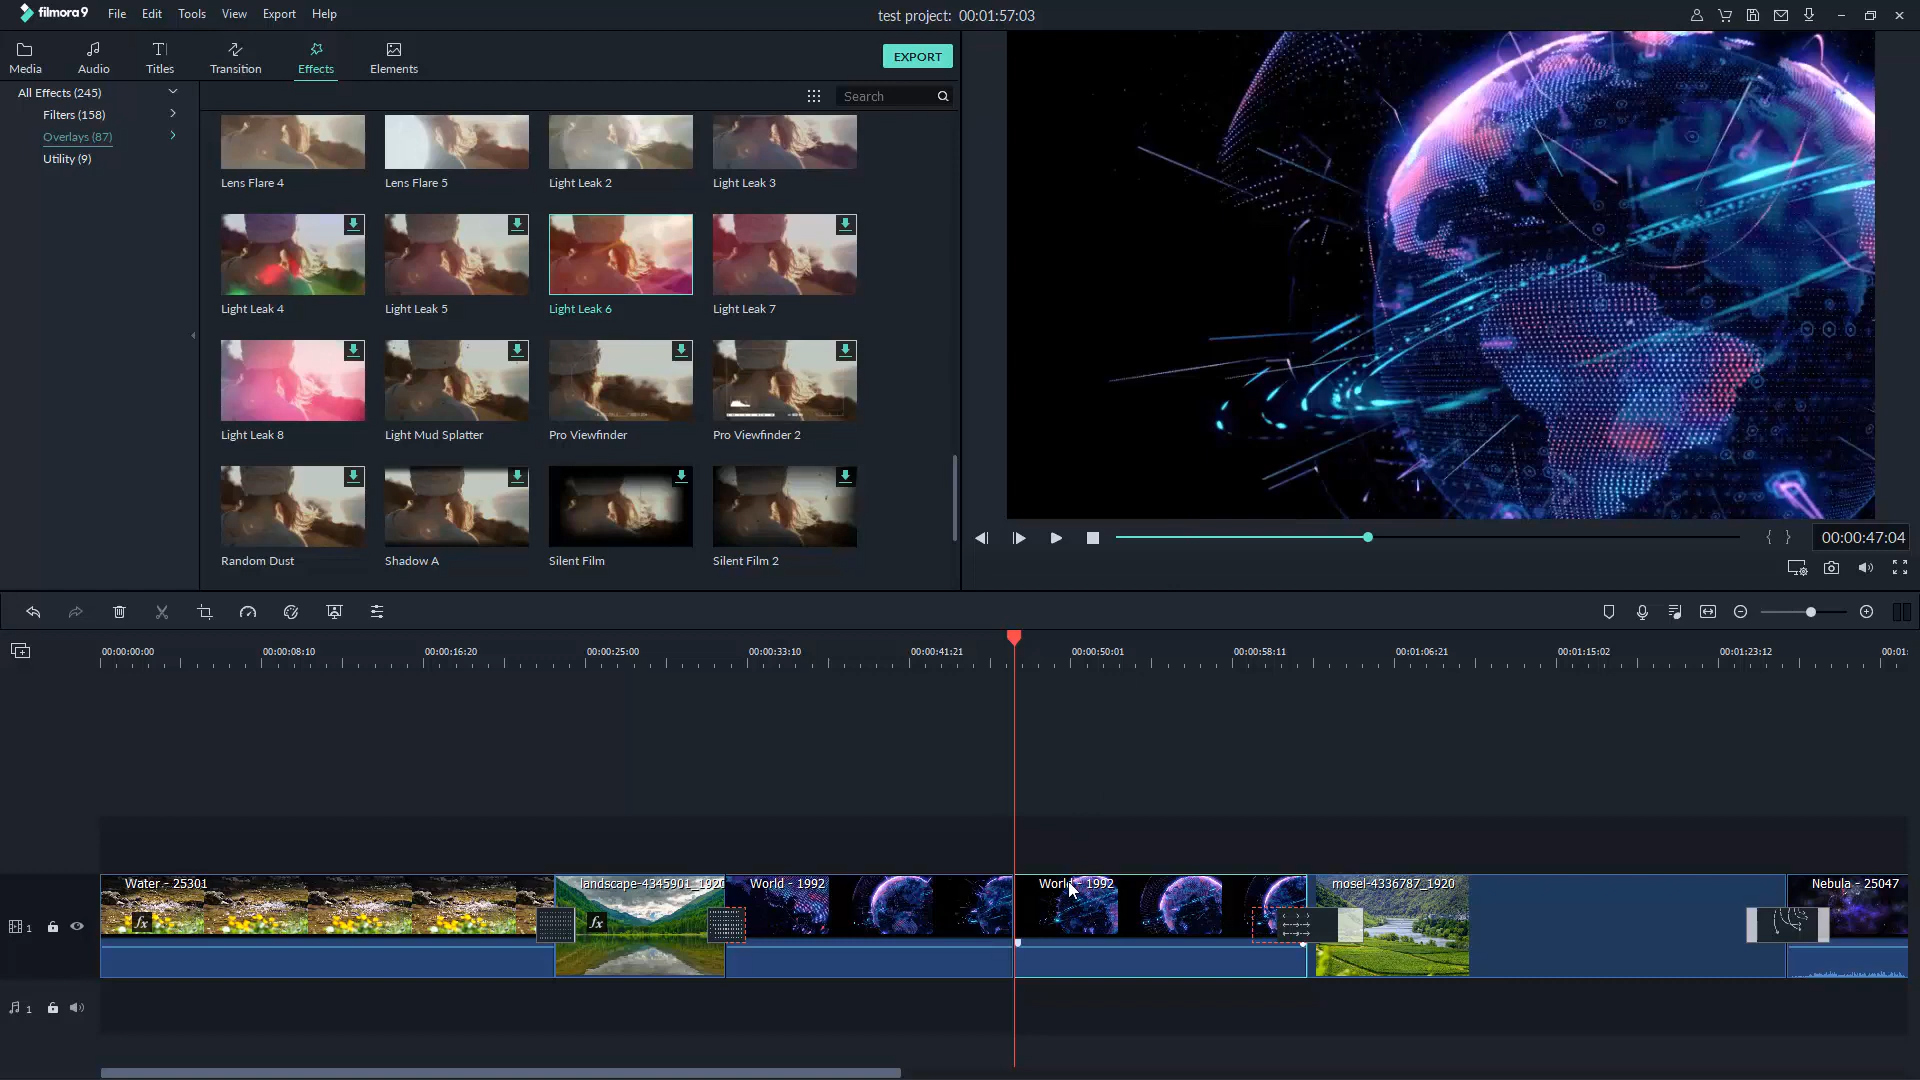 filmora9 File Edit Tools View Export Help
test project: 00:01:57:03
Media Audio Titles Transition Effects Elements
EXPORT
All Effects (245)
Filters (158)
Overlays (87)
Utility (9)
Search
Lens Flare 4 Lens Flare 5 Light Leak 2 Light Leak 3
Light Leak 4 Light Leak 5 Light Leak 6 Light Leak 7
Light Leak 8 Light Mud Splatter Pro Viewfinder Pro Viewfinder 2
Random Dust Shadow A Silent Film Silent Film 2
{ } 00:00:47:04
00:00:00:00 00:00:08:10 00:00:16:20 00:00:25:00 00:00:33:10 00:00:41:21 00:00:50:01 00:00:58:11 00:01:06:21 00:01:15:02 00:01:23:12 00:01:
Water - 25301 landscape-4345901_192 World - 1992 World - 1992 mosel-4336787_1920 Nebula - 25047
fx fx
1
1